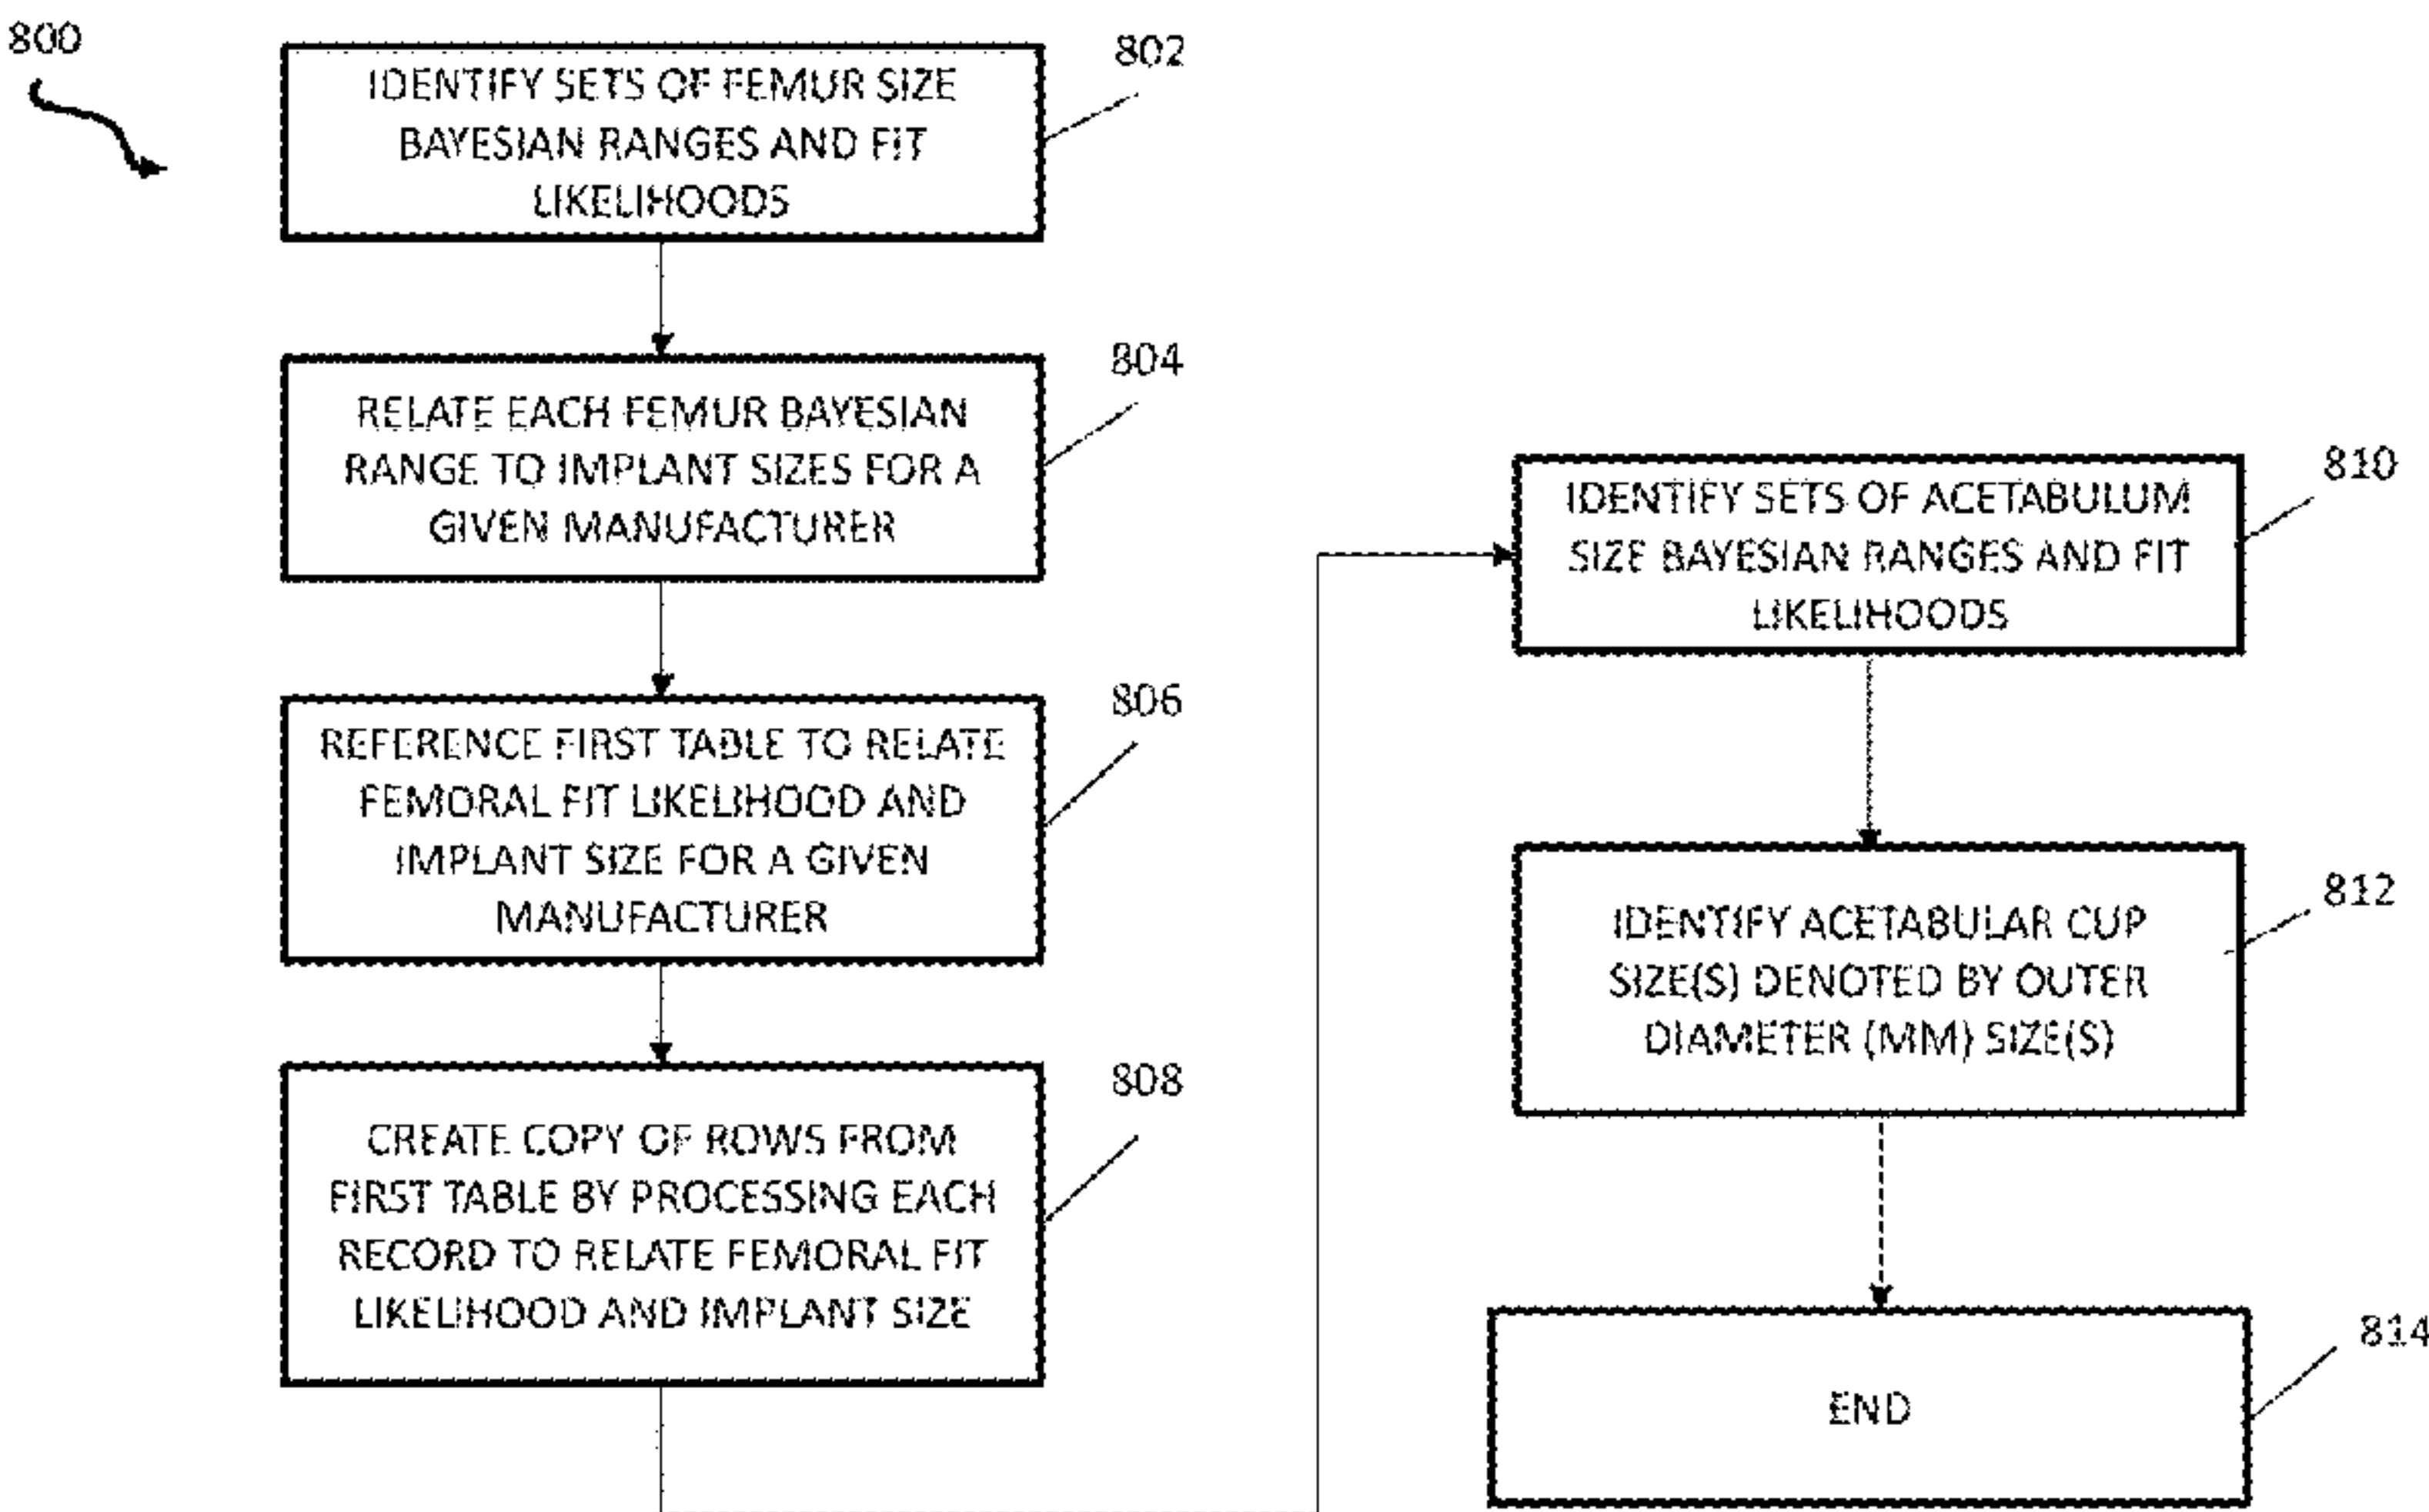 800
IDENTIFY SETS OF FEMUR SIZE
BAYESIAN RANGES AND FIT
LIKELIHOODS
802
RELATE EACH FEMUR BAYESIAN
RANGE TO IMPLANT SIZES FOR A
GIVEN MANUFACTURER
804
REFERENCE FIRST TABLE TO RELATE
FEMORAL FIT LIKELIHOOD AND
IMPLANT SIZE FOR A GIVEN
MANUFACTURER
806
CREATE COPY OF ROWS FROM
FIRST TABLE BY PROCESSING EACH
RECORD TO RELATE FEMORAL FIT
LIKELIHOOD AND IMPLANT SIZE
808
IDENTIFY SETS OF ACETABULUM
SIZE BAYESIAN RANGES AND FIT
LIKELIHOODS
810
IDENTIFY ACETABULAR CUP
SIZE(S) DENOTED BY OUTER
DIAMETER (MM) SIZE(S)
812
END
814